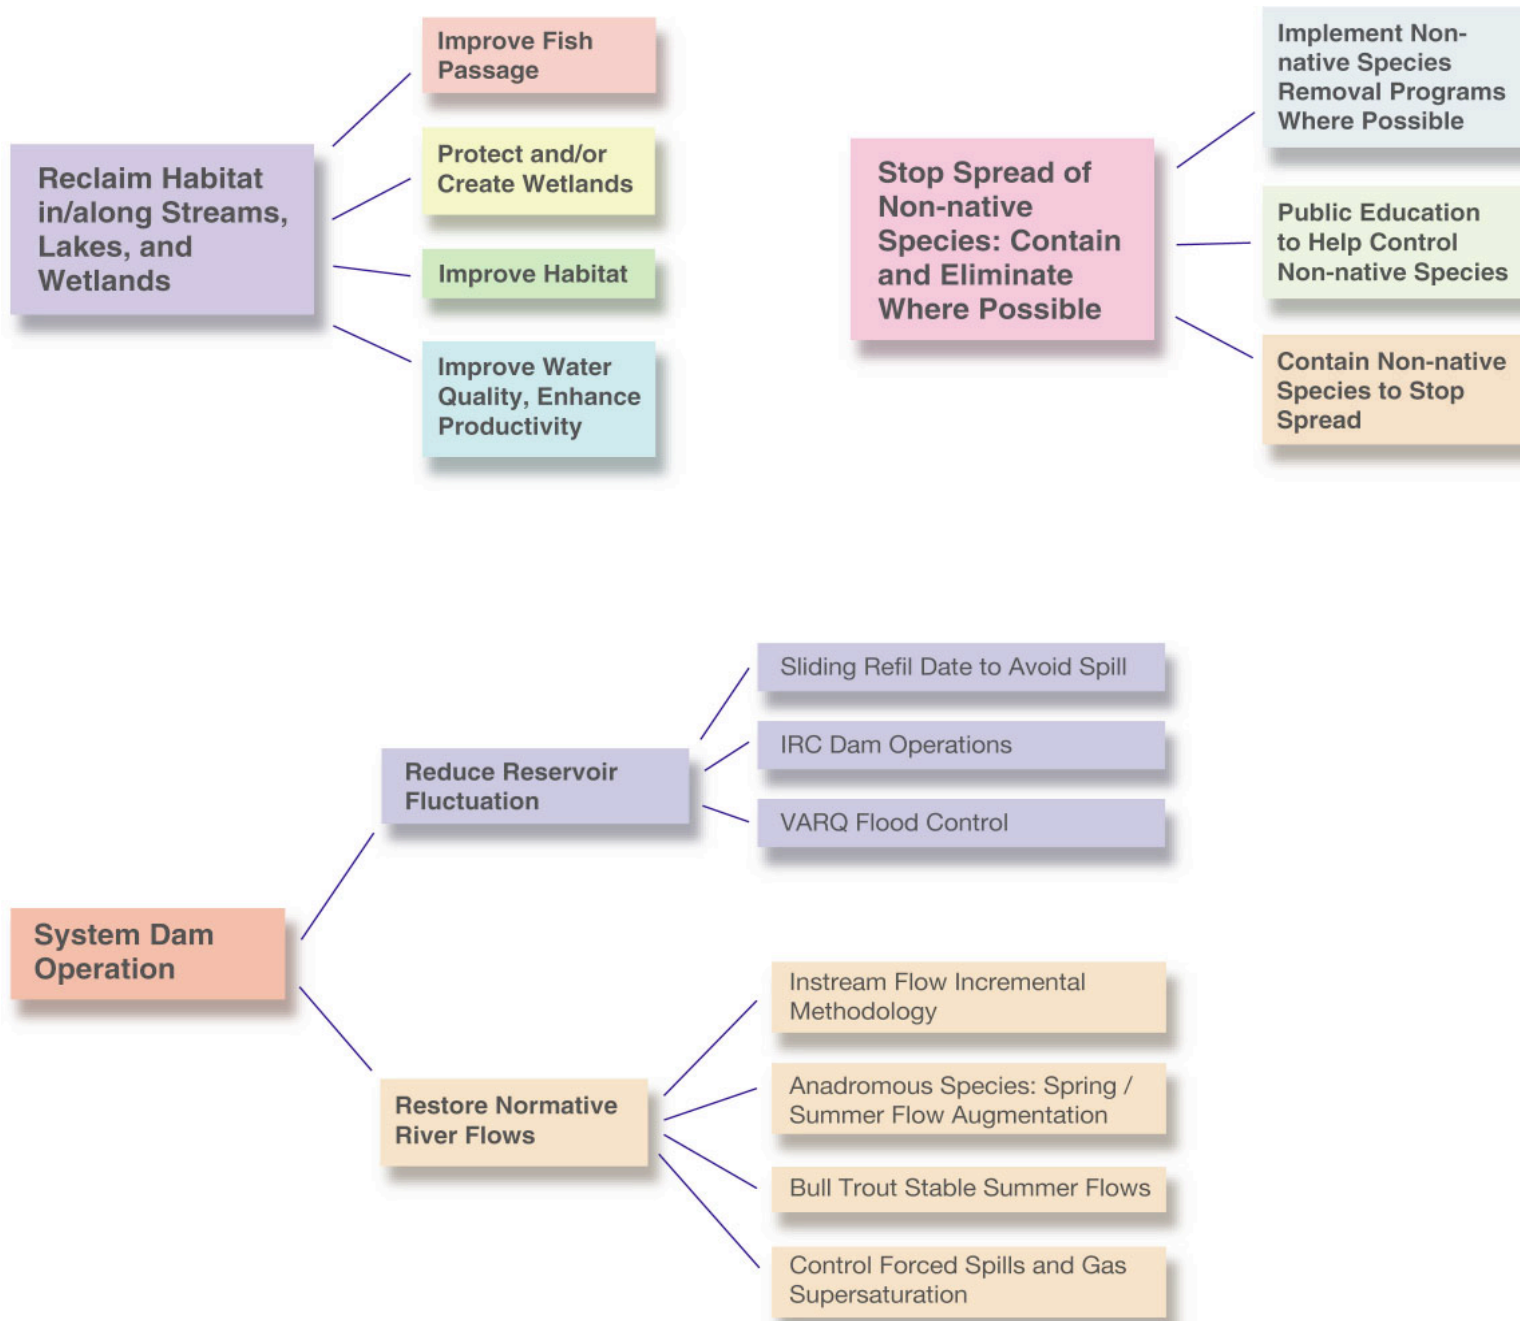 Reclaim Habitat
in/along Streams,
Lakes, and
Wetlands
Improve Fish
Passage
Protect and/or
Create Wetlands
Improve Habitat
Improve Water
Quality, Enhance
Productivity
Stop Spread of
Non-native
Species: Contain
and Eliminate
Where Possible
Implement Non-
native Species
Removal Programs
Where Possible
Public Education
to Help Control
Non-native Species
Contain Non-native
Species to Stop
Spread
System Dam
Operation
Reduce Reservoir
Fluctuation
Sliding Refil Date to Avoid Spill
IRC Dam Operations
VARQ Flood Control
Restore Normative
River Flows
Instream Flow Incremental
Methodology
Anadromous Species: Spring /
Summer Flow Augmentation
Bull Trout Stable Summer Flows
Control Forced Spills and Gas
Supersaturation